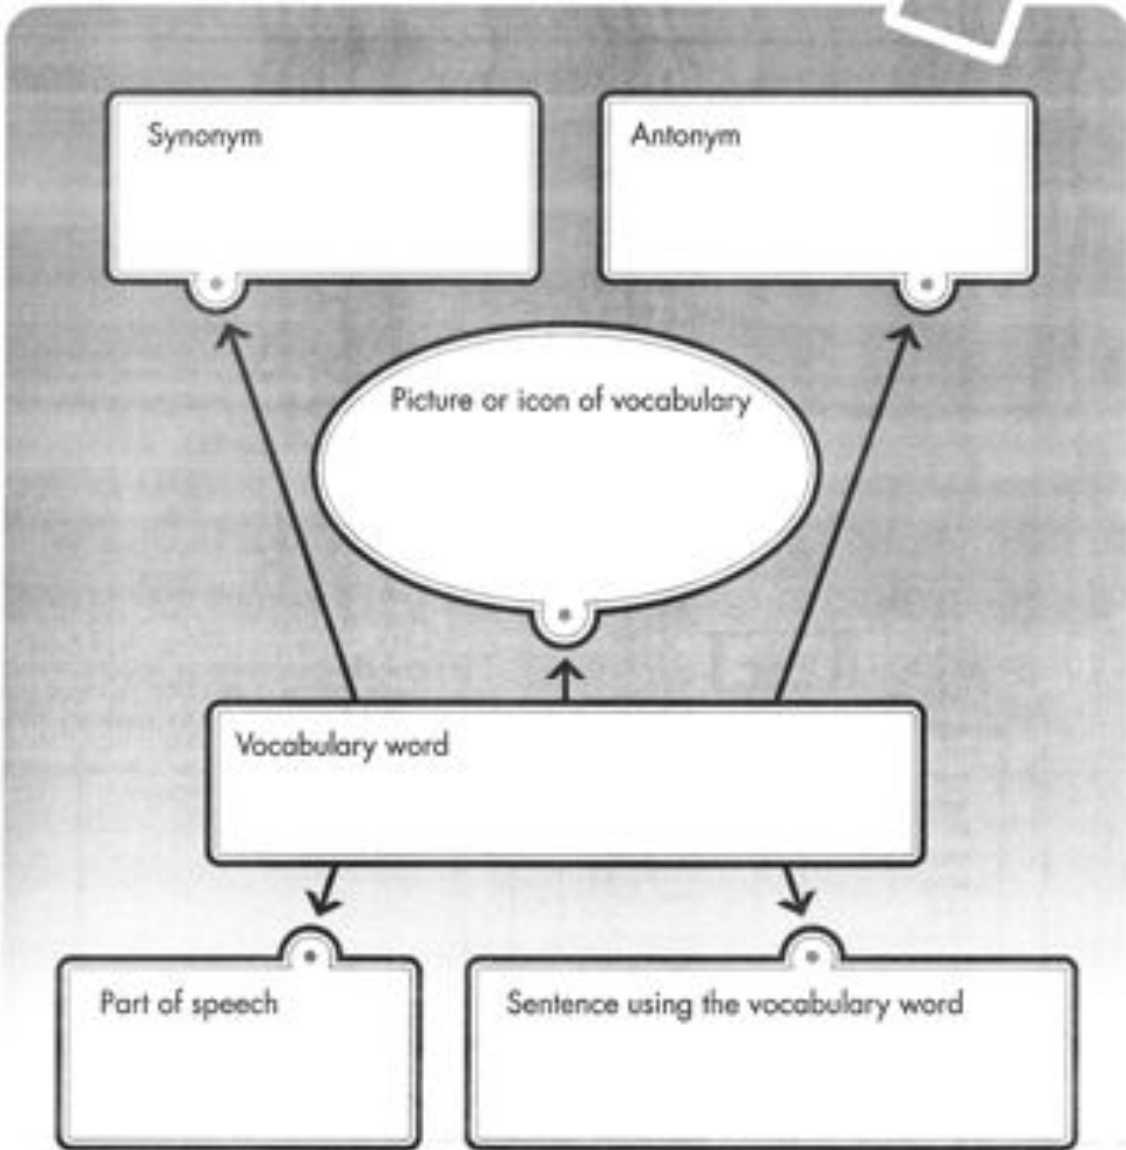 Synonym
Antonym
Picture or icon of vocabulary
Vocabulary word
Part of speech
Sentence using the vocabulary word